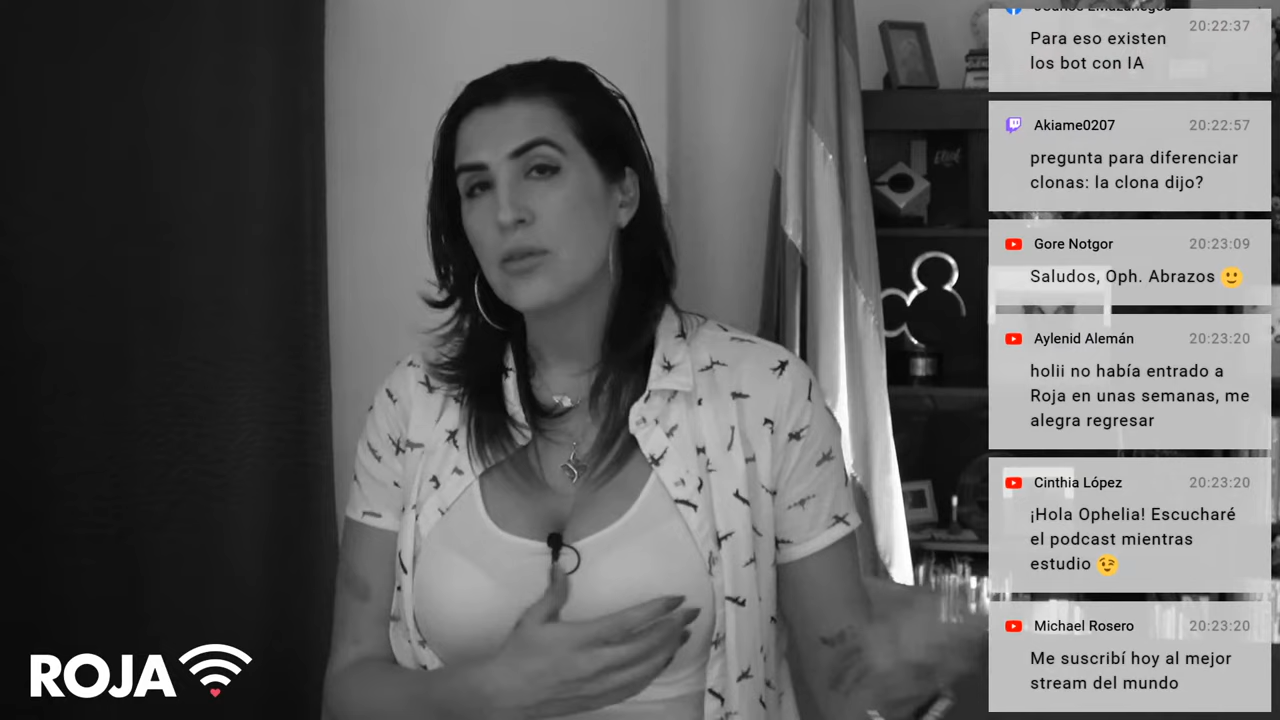 20:22:37
Para eso existen
los bot con IA
Akiame0207 20:22:57
pregunta para diferenciar
clonas: la clona dijo?
Gore Notgor 20:23:09
Saludos, Oph. Abrazos 🙂
Aylenid Alemán 20:23:20
holii no había entrado a
Roja en unas semanas, me
alegra regresar
Cinthia López 20:23:20
¡Hola Ophelia! Escucharé
el podcast mientras
estudio 😉
Michael Rosero 20:23:20
Me suscribí hoy al mejor
stream del mundo
ROJA